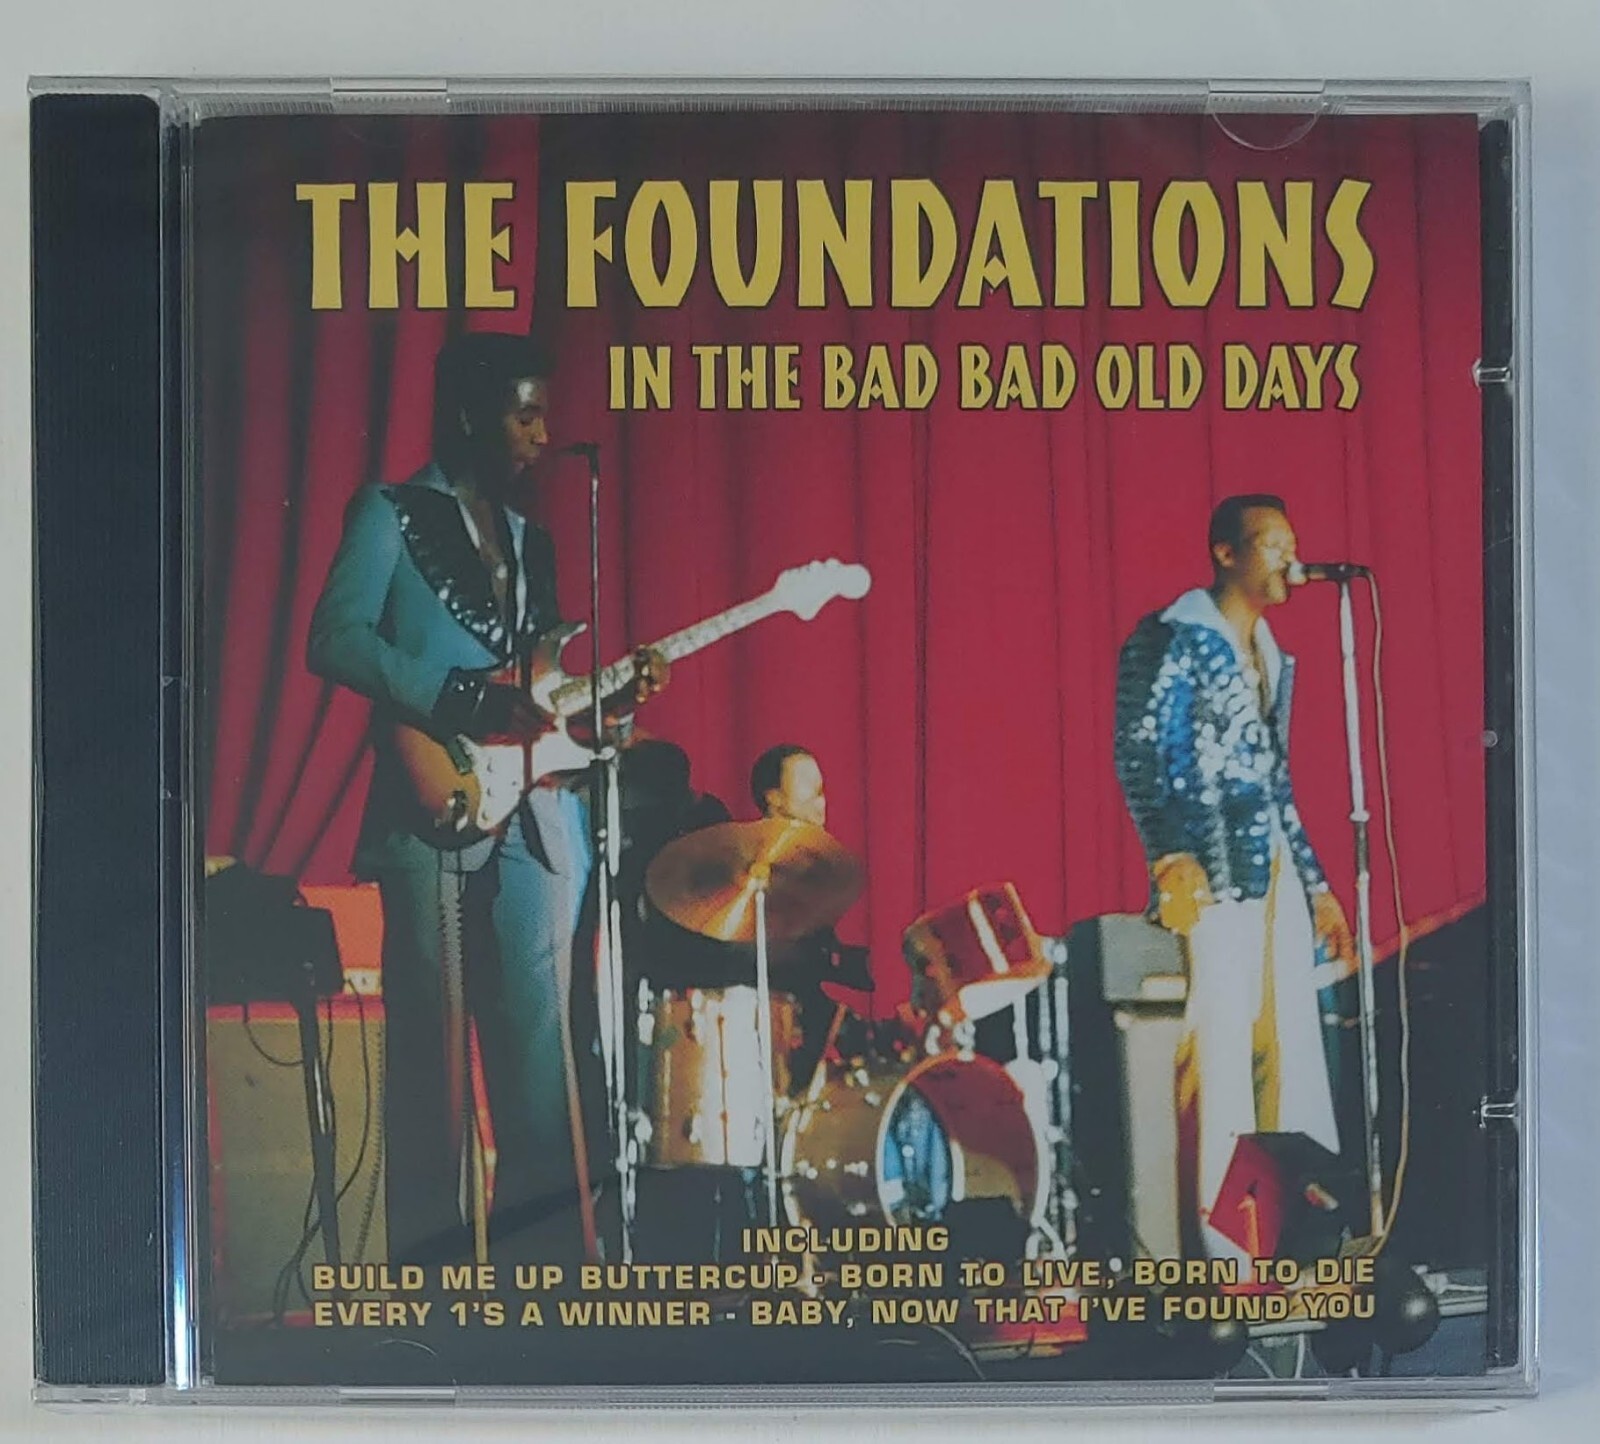 THE FOUNDATIONS
IN THE BAD BAD OLD DAYS
INCLUDING
BUILD ME UP BUTTERCUP - BORN TO LIVE, BORN TO DIE
EVERY 1'S A WINNER - BABY, NOW THAT I'VE FOUND YOU